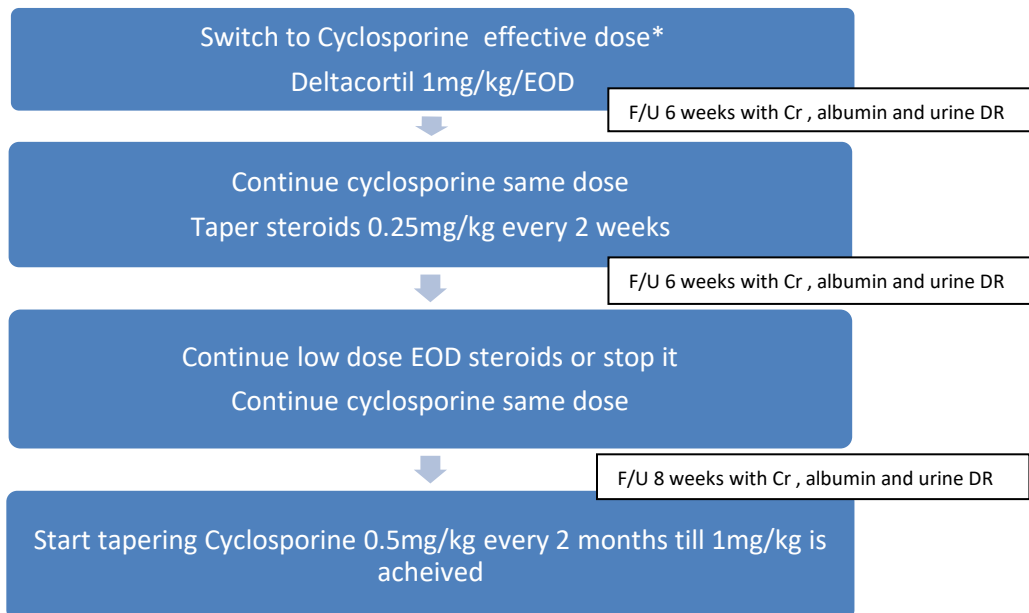 Switch to Cyclosporine effective dose*
Deltacortil 1mg/kg/EOD
F/U 6 weeks with Cr , albumin and urine DR
Continue cyclosporine same dose
Taper steroids 0.25mg/kg every 2 weeks
F/U 6 weeks with Cr , albumin and urine DR
Continue low dose EOD steroids or stop it
Continue cyclosporine same dose
F/U 8 weeks with Cr , albumin and urine DR
Start tapering Cyclosporine 0.5mg/kg every 2 months till 1mg/kg is
acheived